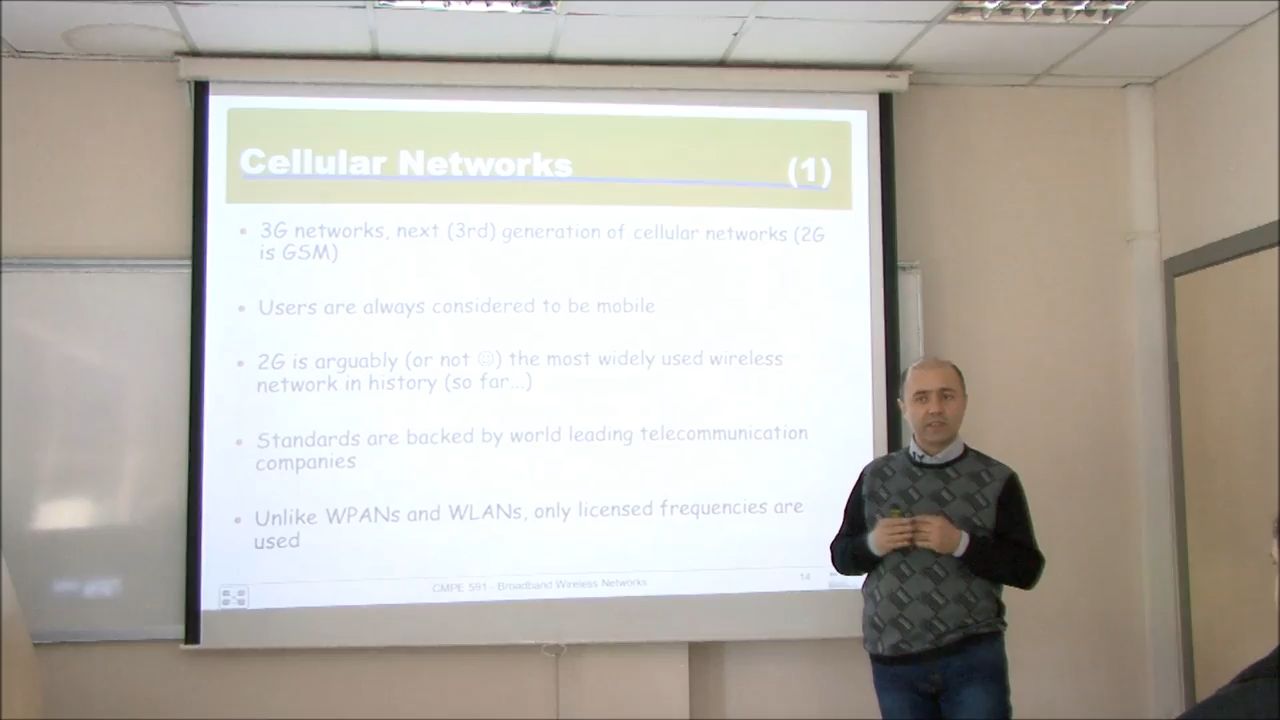 Cellular Networks (1)
• 3G networks, next (3rd) generation of cellular networks (2G
is GSM)
• Users are always considered to be mobile
• 2G is arguably (or not ☺) the most widely used wireless
network in history (so far...)
• Standards are backed by world leading telecommunication
companies
• Unlike WPANs and WLANs, only licensed frequencies are
used
CMPE 591 - Broadband Wireless Networks 14